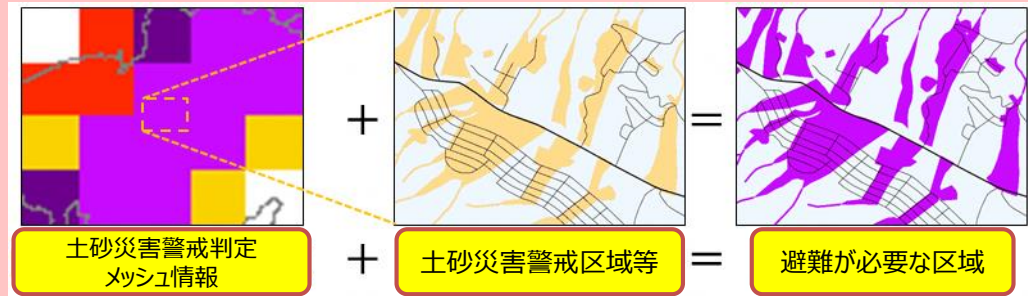 +
=
土砂災害警戒判定
メッシュ情報
+
土砂災害警戒区域等
=
避難が必要な区域